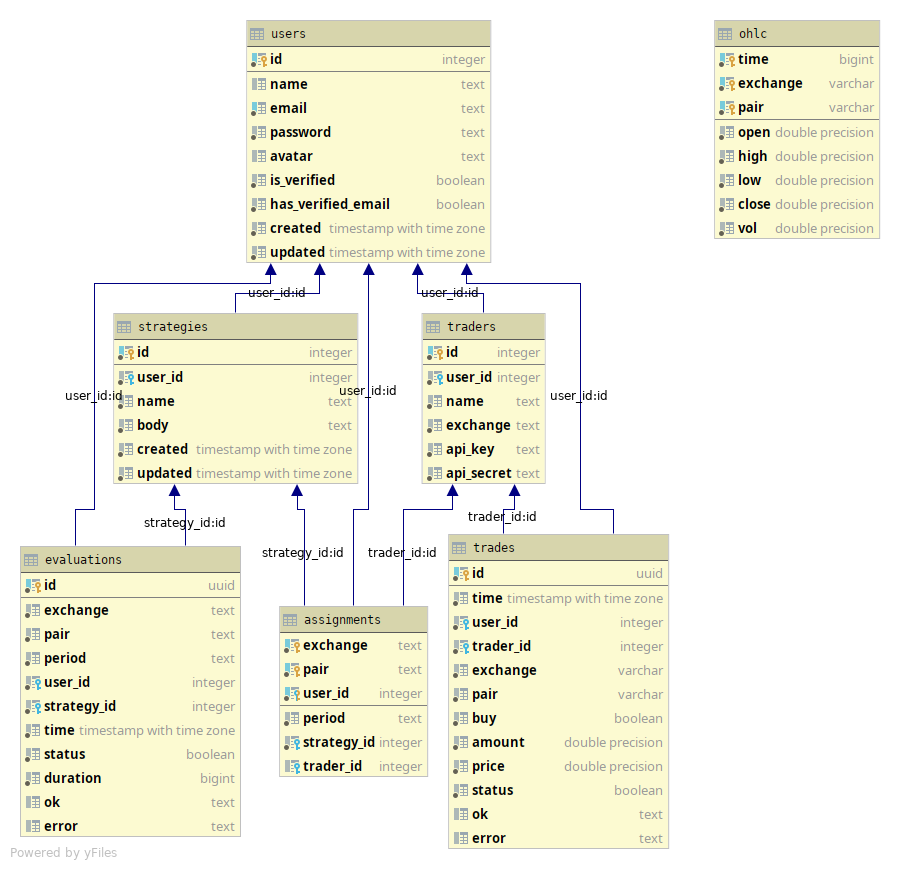 users
id integer
name text
email text
password text
avatar text
is_verified boolean
has_verified_email boolean
created timestamp with time zone
updated timestamp with time zone
ohlc
time bigint
exchange varchar
pair varchar
open double precision
high double precision
low double precision
close double precision
vol double precision
user_id:id
user_id:id
strategies
id integer
user_id integer
name text
body text
created timestamp with time zone
updated timestamp with time zone
traders
id integer
user_id integer
name text
exchange text
api_key text
api_secret text
user_id:id
user_id:id
user_id:id
strategy_id:id
trader_id:id
strategy_id:id
trader_id:id
evaluations
id uuid
exchange text
pair text
period text
user_id integer
strategy_id integer
time timestamp with time zone
status boolean
duration bigint
ok text
error text
assignments
exchange text
pair text
user_id integer
period text
strategy_id integer
trader_id integer
trades
id uuid
time timestamp with time zone
user_id integer
trader_id integer
exchange varchar
pair varchar
buy boolean
amount double precision
price double precision
status boolean
ok text
error text
Powered by yFiles